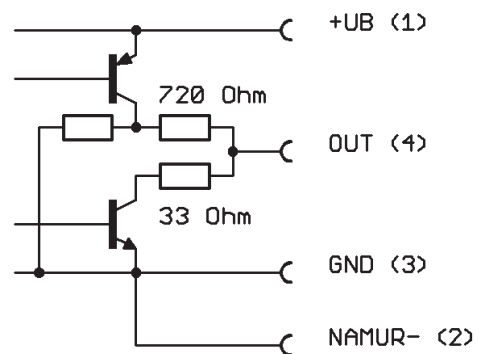 +UB (1)
720 Ohm
OUT (4)
33 Ohm
GND (3)
NAMUR- (2)